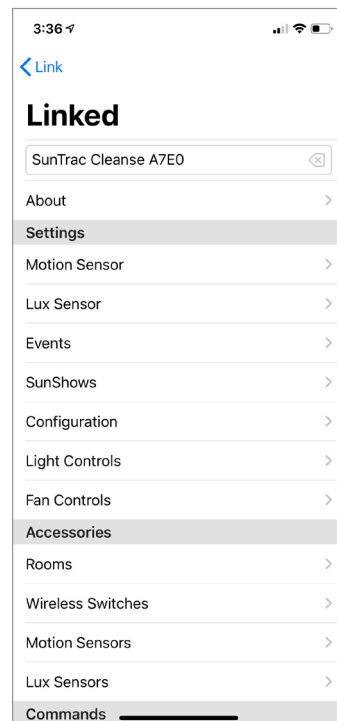 3:36
Link
Linked
SunTrac Cleanse A7E0
About
Settings
Motion Sensor
Lux Sensor
Events
SunShows
Configuration
Light Controls
Fan Controls
Accessories
Rooms
Wireless Switches
Motion Sensors
Lux Sensors
Commands